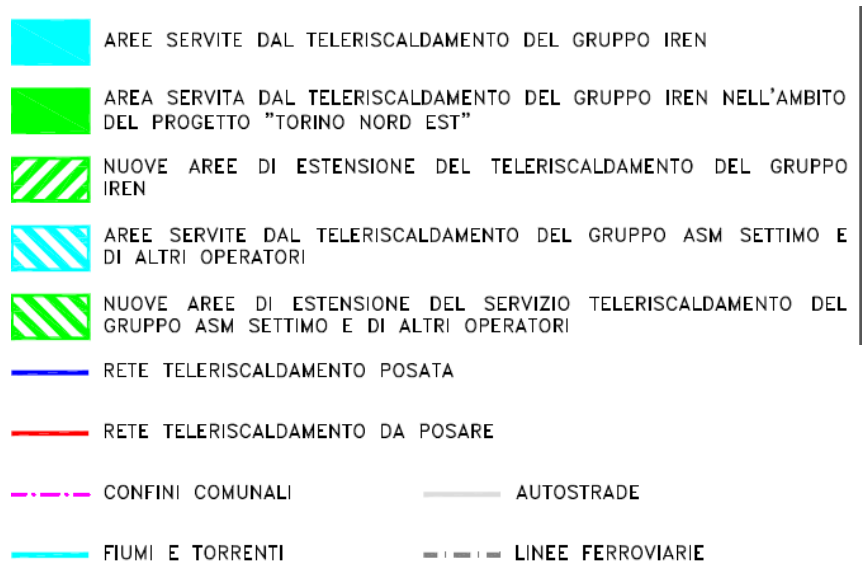 AREE SERVITE DAL TELERISCALDAMENTO DEL GRUPPO IREN
AREA SERVITA DAL TELERISCALDAMENTO DEL GRUPPO IREN NELL'AMBITO
DEL PROGETTO "TORINO NORD EST"
NUOVE AREE DI ESTENSIONE DEL TELERISCALDAMENTO DEL GRUPPO
IREN
AREE SERVITE DAL TELERISCALDAMENTO DEL GRUPPO ASM SETTIMO E
DI ALTRI OPERATORI
NUOVE AREE DI ESTENSIONE DEL SERVIZIO TELERISCALDAMENTO DEL
GRUPPO ASM SETTIMO E DI ALTRI OPERATORI
RETE TELERISCALDAMENTO POSATA
RETE TELERISCALDAMENTO DA POSARE
CONFINI COMUNALI
AUTOSTRADE
FIUMI E TORRENTI
LINEE FERROVIARIE